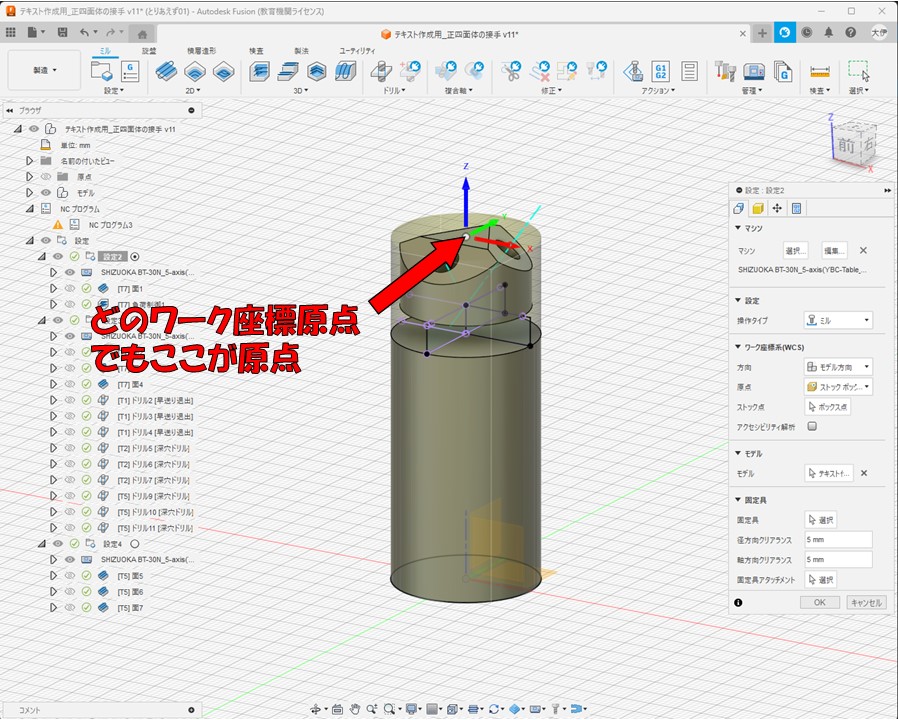 テキスト作成用_正四面体の接手 v11* (とりあえず01) - Autodesk Fusion (教育機関ライセンス)
テキスト作成用_正四面体の接手 v11*
大伊
ミル 旋盤 積層造形 検査 製法 ユーティリティ
製造
設定 2D 3D ドリル 複合軸 修正 アクション 管理 検査 選択
G1
G2
ブラウザ
テキスト作成用_正四面体の接手 v11
単位: mm
名前の付いたビュー
原点
モデル
NC プログラム
NC プログラム3
設定
設定2
SHIZUOKA BT-30N_5-axis(...
[T7] 面1
[T7] 負荷制御1
SHIZUOKA BT-30N_5-axis(...
[T7] 面4
[T1] ドリル2 [早送り退出]
[T1] ドリル3 [早送り退出]
[T1] ドリル4 [早送り退出]
[T2] ドリル5 [深穴ドリル]
[T2] ドリル6 [深穴ドリル]
[T2] ドリル7 [深穴ドリル]
[T5] ドリル9 [深穴ドリル]
[T5] ドリル10 [深穴ドリル]
[T5] ドリル11 [深穴ドリル]
設定4
SHIZUOKA BT-30N_5-axis(...
[T5] 面5
[T5] 面6
[T5] 面7
コメント
どのワーク座標原点
でもここが原点
Z
Y
X
Z
前
右
X
設定 : 設定2
マシン
マシン 選択... 編集...
SHIZUOKA BT-30N_5-axis(YBC-Table_...
設定
操作タイプ ミル
ワーク座標系(WCS)
方向 モデル方向
原点 ストック ボック...
ストック点 ボックス点
アクセシビリティ解析
モデル
モデル テキスト作...
固定具
固定具 選択
径方向クリアランス 5 mm
軸方向クリアランス 5 mm
固定具アタッチメント 選択
OK キャンセル